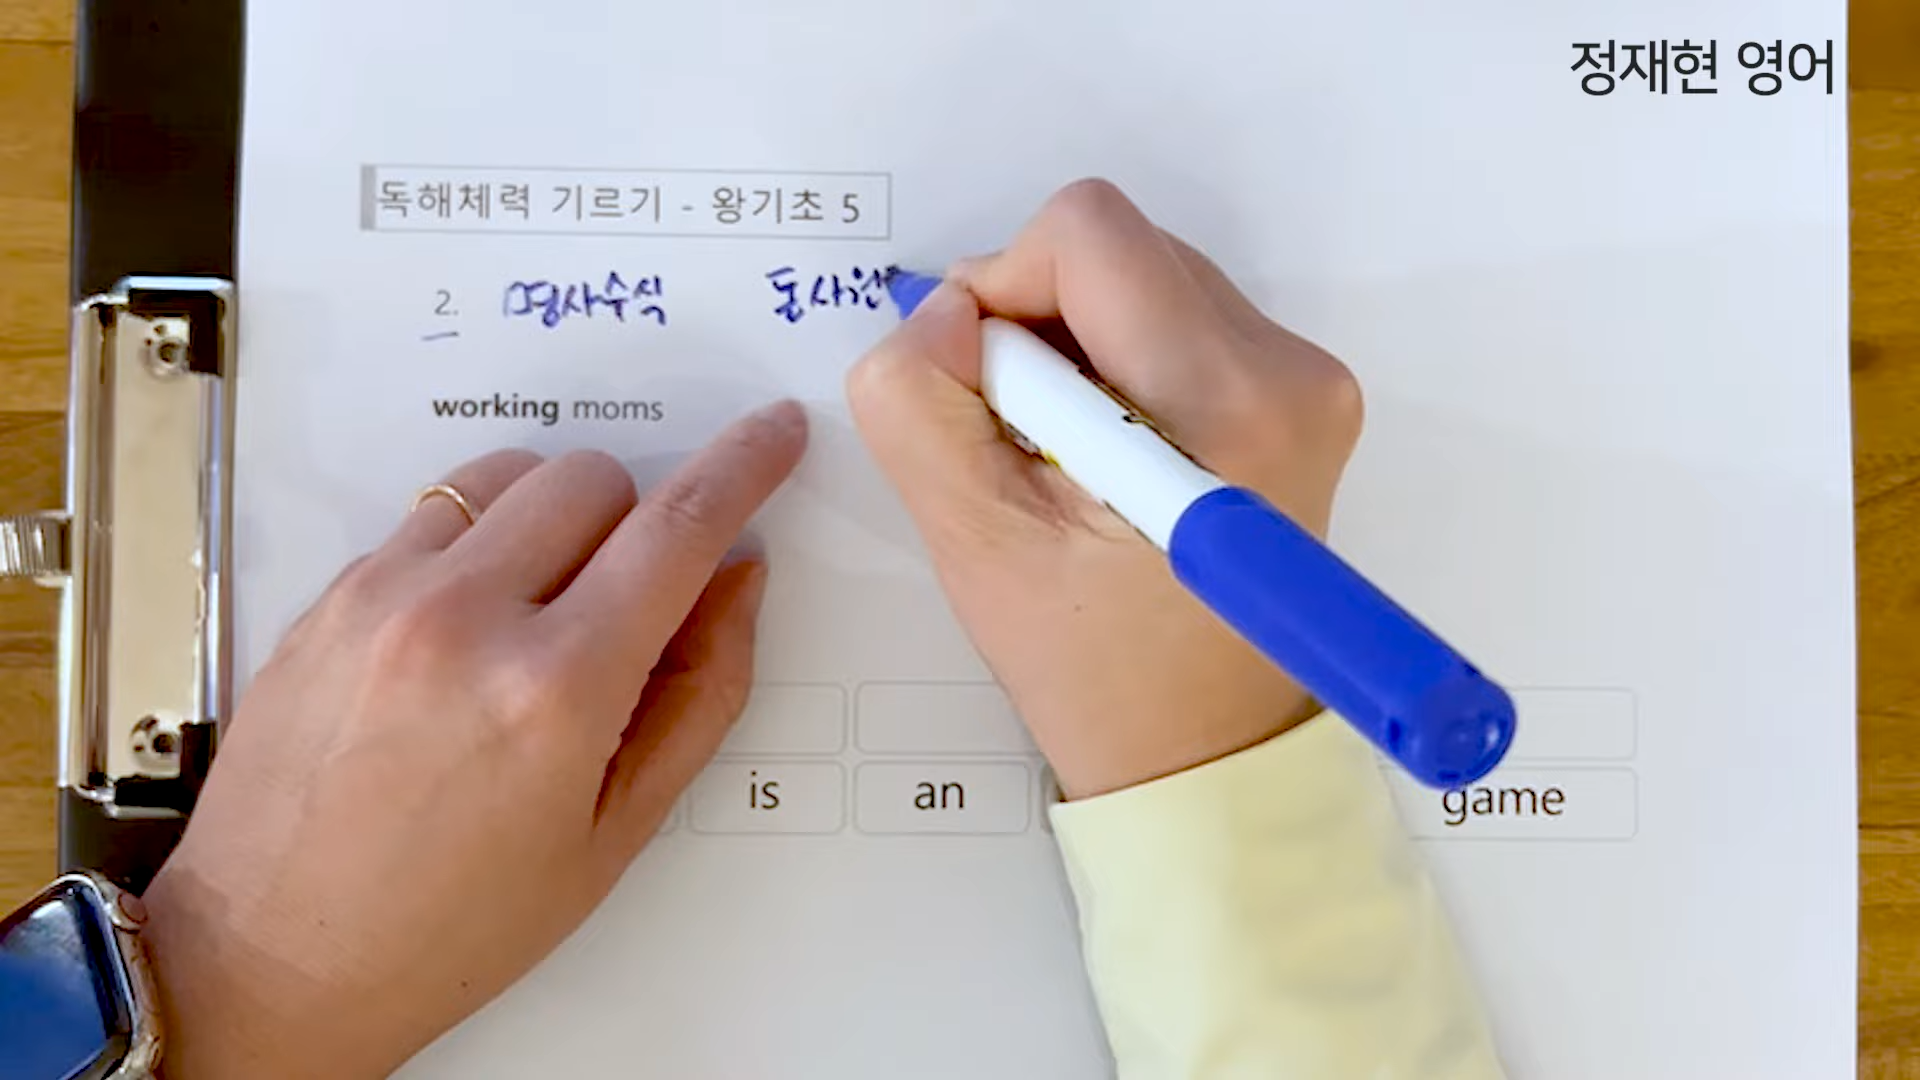 정재현 영어
독해체력 기르기 - 왕기초 5
2. 명사수식 동사원
working moms
is an game